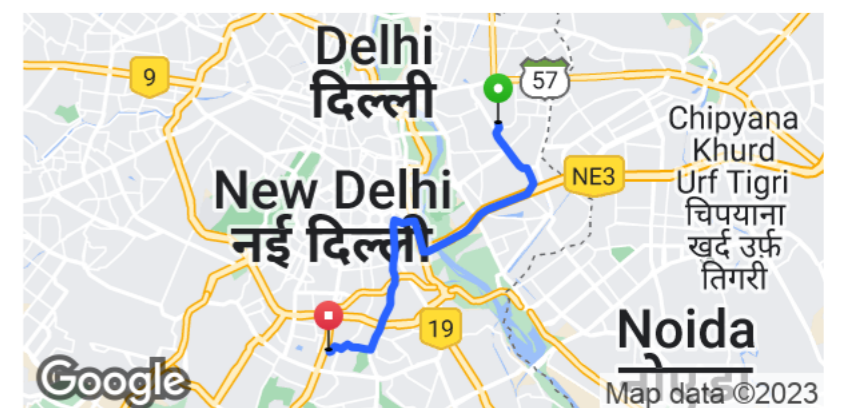 Delhi
दिल्ली
9
57
Chipyana
Khurd
Urf Tigri
चिपयाना
खुर्द उर्फ़
तिगरी
NE3
New Delhi
नई दिल्ली
19
Noida
Google
Map data ©2023